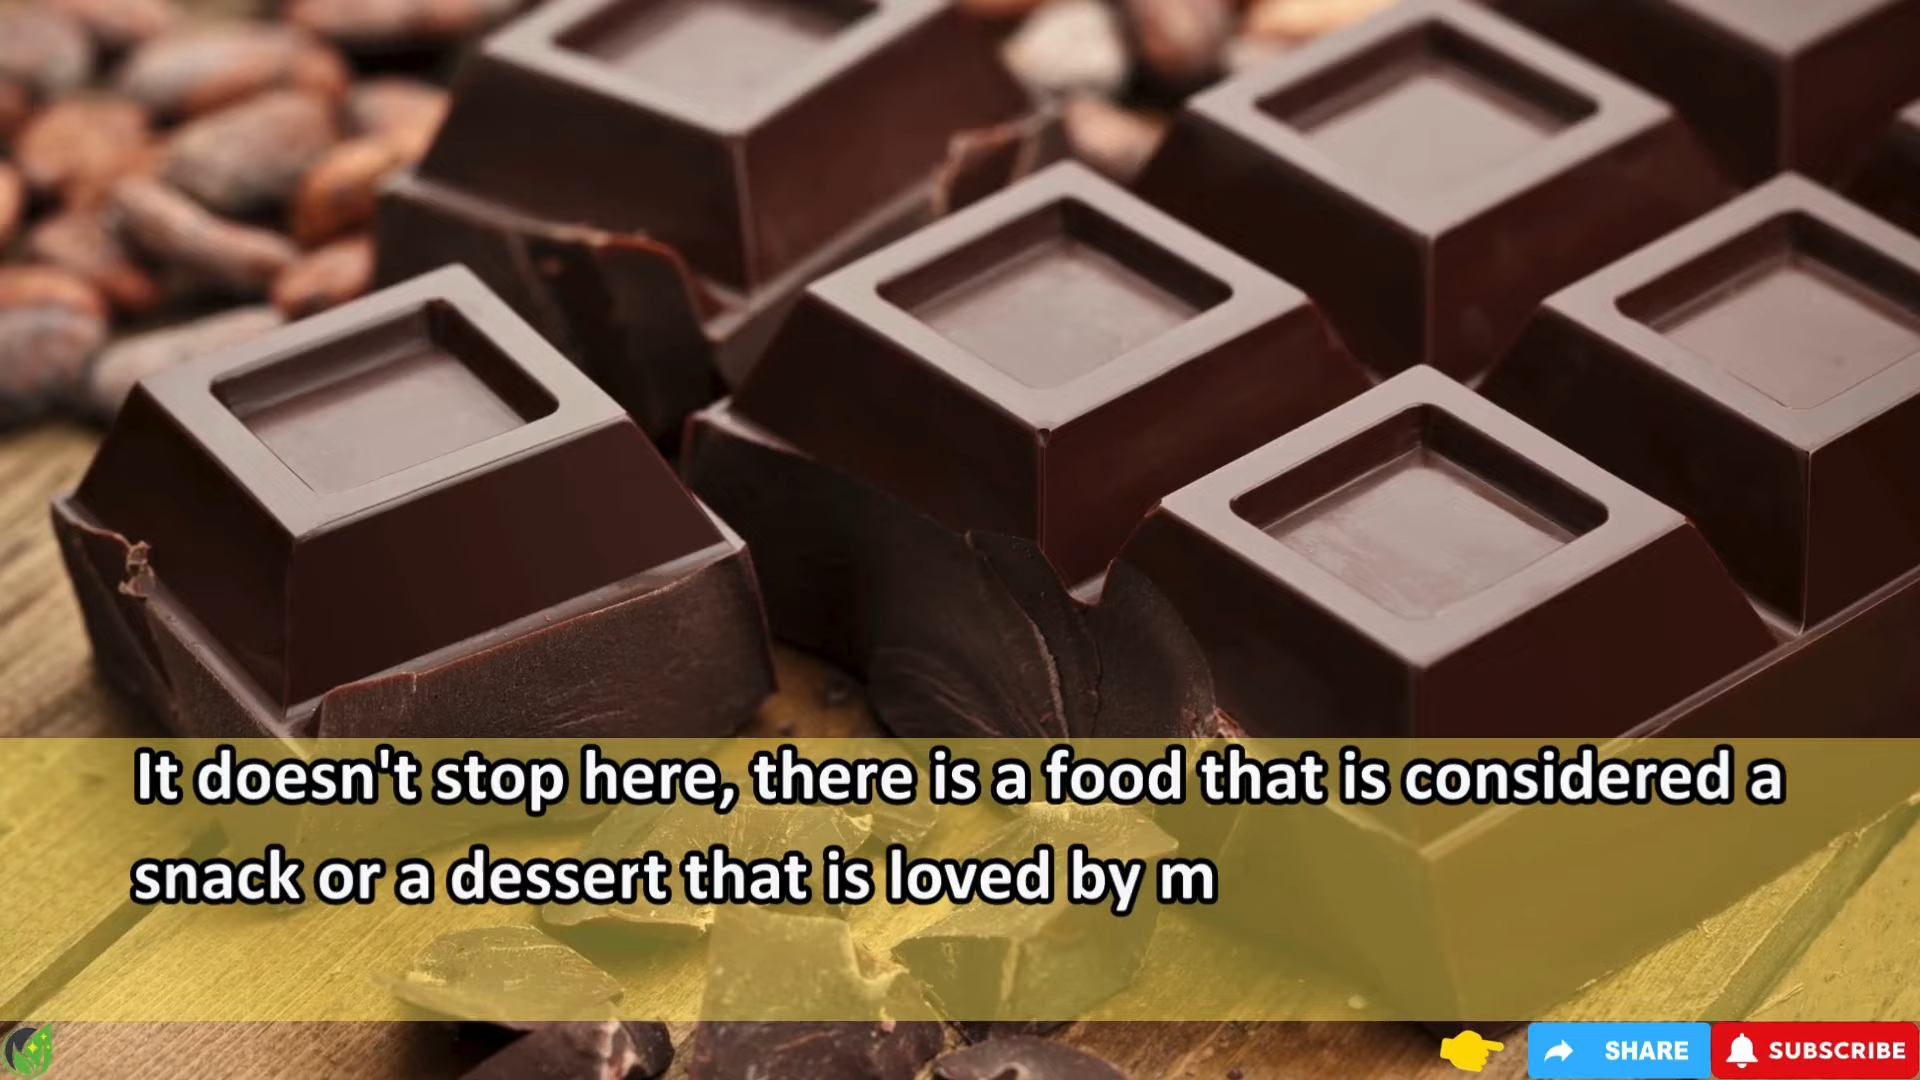 It doesn't stop here, there is a food that is considered a
snack or a dessert that is loved by m
SHARE
SUBSCRIBE